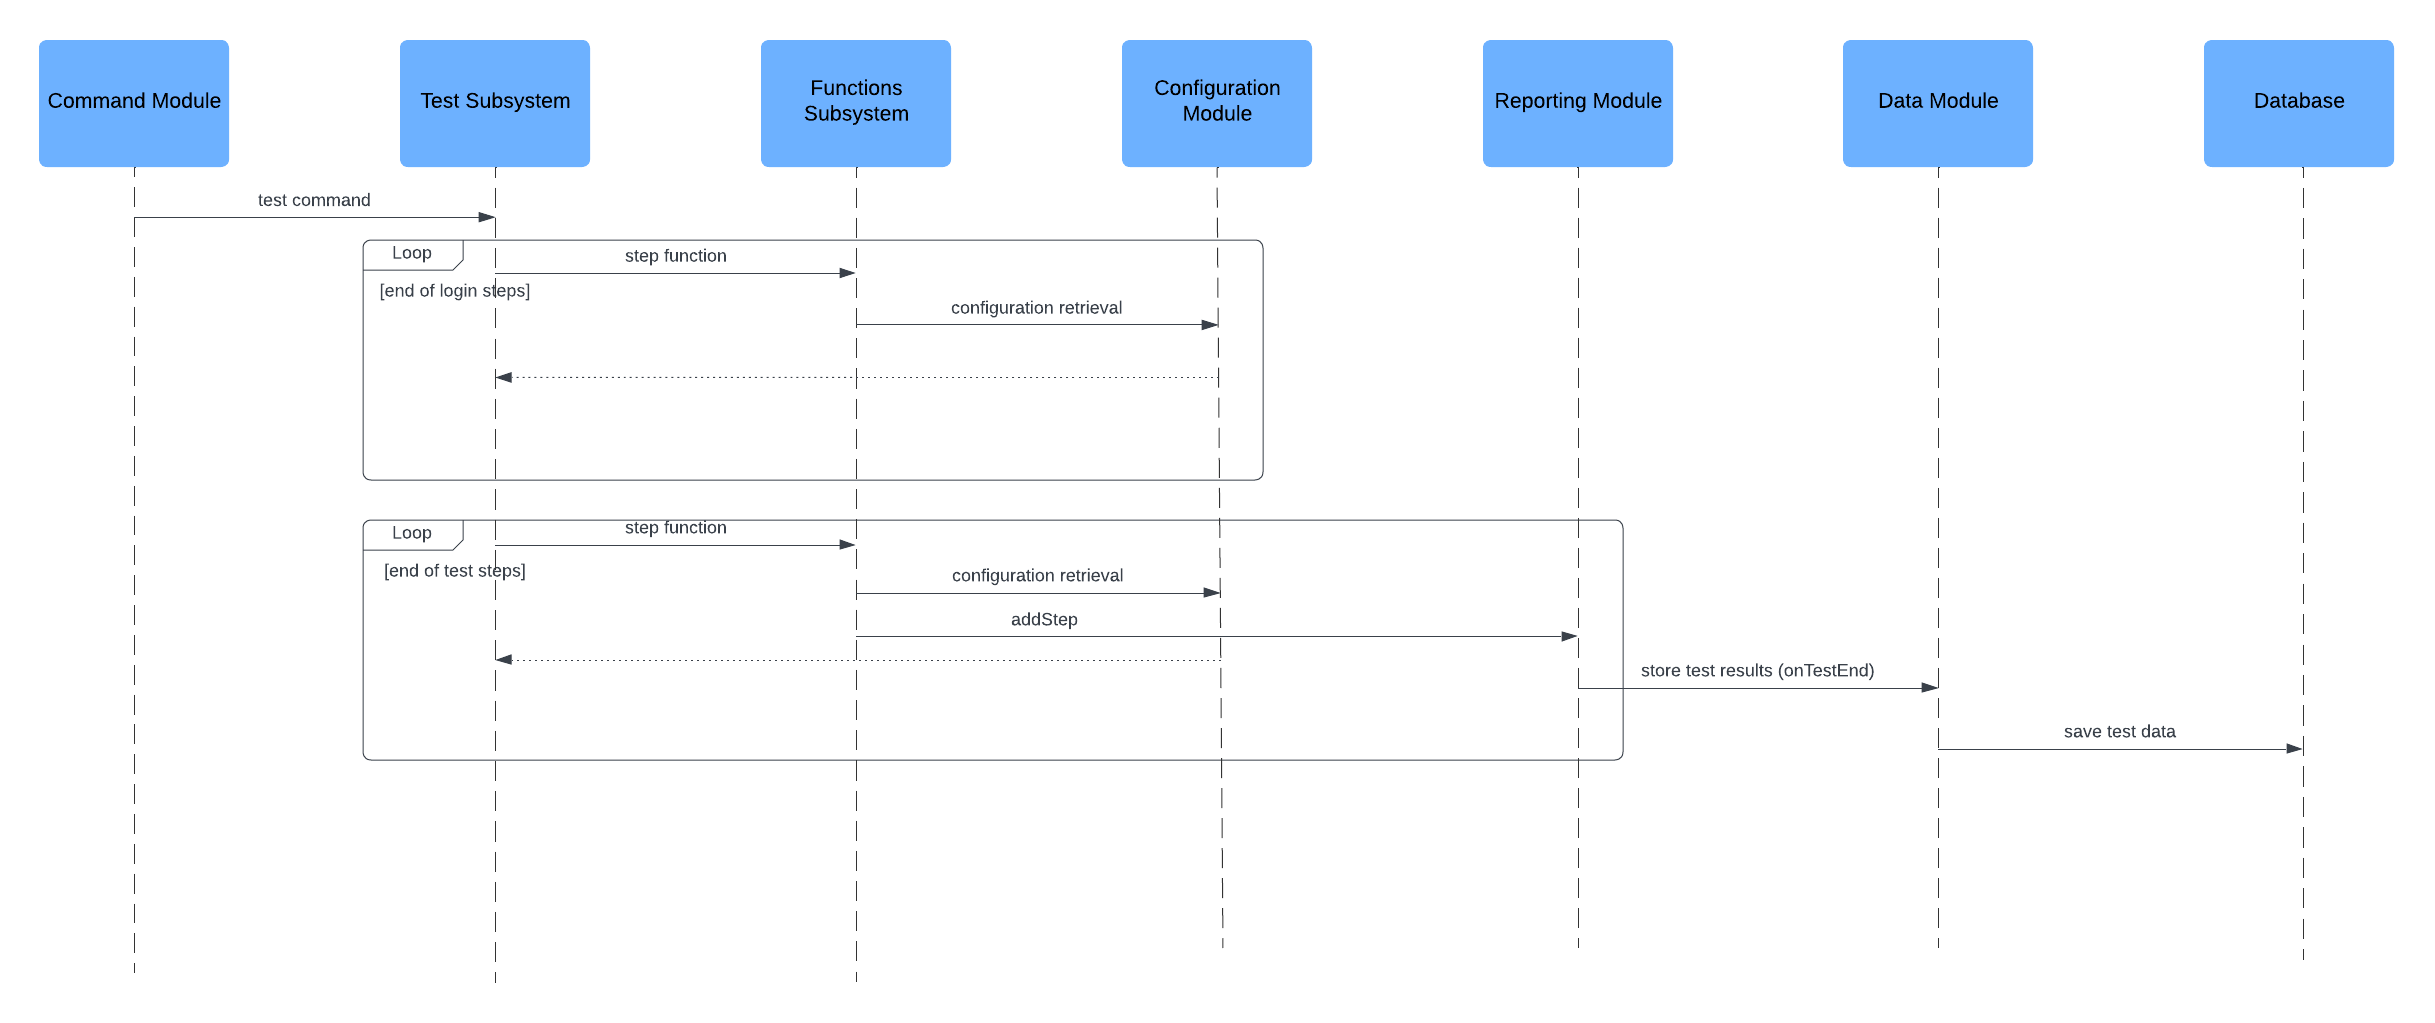 Command Module
Test Subsystem
Functions
Subsystem
Configuration
Module
Reporting Module
Data Module
Database
test command
Loop
step function
[end of login steps]
configuration retrieval
Loop
step function
[end of test steps]
configuration retrieval
addStep
store test results (onTestEnd)
save test data